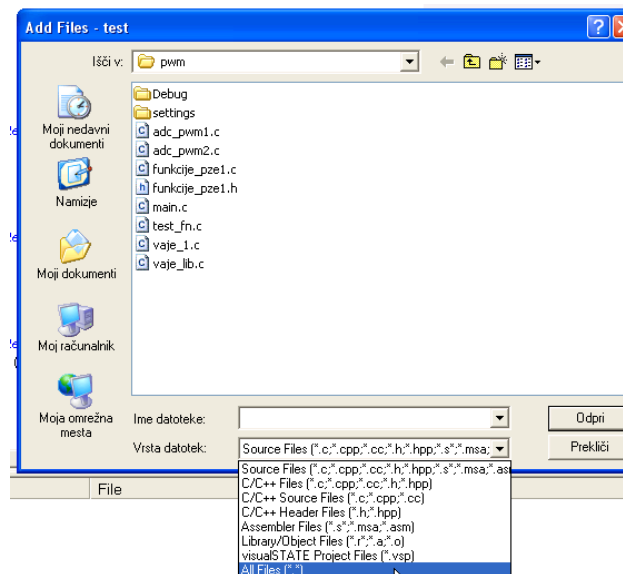 Add Files - test
Išči v:
pwm
Moji nedavni
dokumenti
Namizje
Moji dokumenti
Moj računalnik
Moja omrežna
mesta
Debug
settings
adc_pwm1.c
adc_pwm2.c
funkcije_pze1.c
funkcije_pze1.h
main.c
test_fn.c
vaje_1.c
vaje_lib.c
Ime datoteke:
Odpri
Vrsta datotek:
Source Files (*.c;*.cpp;*.cc;*.h;*.hpp;*.s*;*.msa;
Prekliči
Source Files (*.c;*.cpp;*.cc;*.h;*.hpp;*.s*;*.msa;*.asm
C/C++ Files (*.c;*.cpp;*.cc;*.h;*.hpp)
C/C++ Source Files (*.c;*.cpp;*.cc)
C/C++ Header Files (*.h;*.hpp)
Assembler Files (*.s*;*.msa;*.asm)
Library/Object Files (*.r*;*.a;*.o)
visualSTATE Project Files (*.vsp)
All Files (*.*)
File